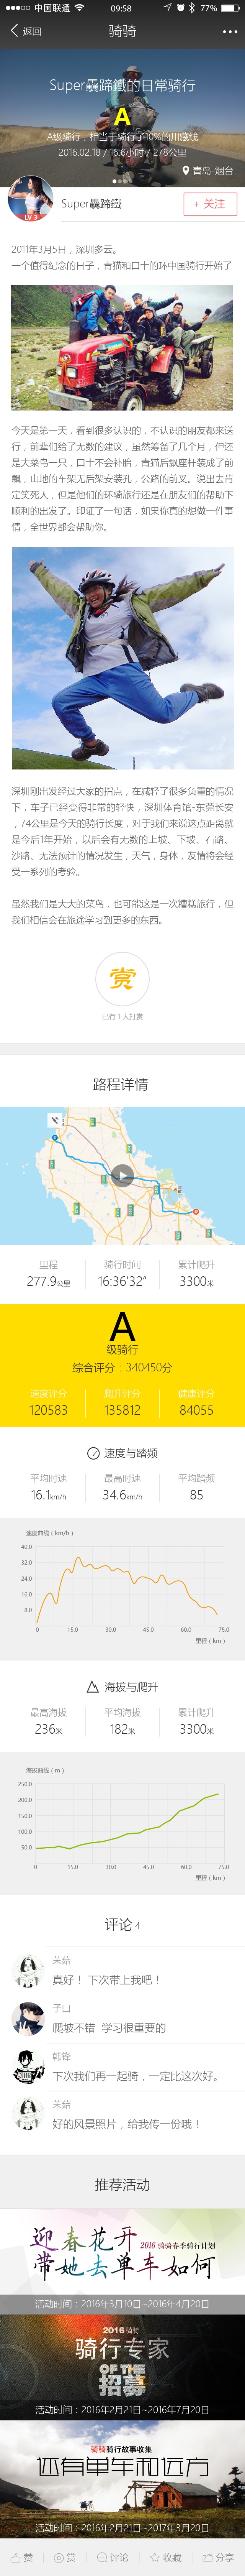 中国联通 09:58 77%
返回 骑骑
Super驫蹄鐵的日常骑行
A
A级骑行，相当于骑行了10%的川藏线
2016.02.18 / 16.6小时 / 278公里
青岛-烟台
LV 3
Super驫蹄鐵
+ 关注
2011年3月5日，深圳多云。
一个值得纪念的日子，青猫和口十的环中国骑行开始了
今天是第一天，看到很多认识的，不认识的朋友都来送
行，前辈们给了无数的建议，虽然筹备了几个月，但还
是大菜鸟一只，口十不会补胎，青猫后飘座杆装成了前
飘，山地的车架无后架安装孔，公路的前叉。说出去肯
定笑死人，但是他们的环骑旅行还是在朋友们的帮助下
顺利的出发了。印证了一句话，如果你真的想做一件事
情，全世界都会帮助你。
深圳刚出发经过大家的指点，在减轻了很多负重的情况
下，车子已经变得非常的轻快，深圳体育馆-东莞长安
，74公里是今天的骑行长度，对于我们来说这点距离就
是今后1年开始，以后会有无数的上坡、下坡、石路、
沙路、无法预计的情况发生，天气，身体，友情将会经
受一系列的考验。
虽然我们是大大的菜鸟，也可能这是一次糟糕旅行，但
我们相信会在旅途学习到更多的东西。
赏
已有 1 人打赏
路程详情
里程 骑行时间 累计爬升
277.9公里 16:36'32" 3300米
A
级骑行
综合评分：340450分
速度评分 爬升评分 健康评分
120583 135812 84055
速度与踏频
平均时速 最高时速 平均踏频
16.1km/h 34.6km/h 85
速度曲线（km/h）
40.0
32.0
24.0
16.0
8.0
0 15.0 30.0 45.0 60.0 75.0
里程（km）
海拔与爬升
最高海拔 平均海拔 累计爬升
236米 182米 3300米
海拔曲线（m）
250.0
200.0
150.0
100.0
50.0
0 15.0 30.0 45.0 60.0 75.0
里程（km）
评论 4
茉菇
真好！ 下次带上我吧！
子曰
爬坡不错 学习很重要的
韩锋
下次我们再一起骑，一定比这次好。
茉菇
好的风景照片，给我传一份哦！
推荐活动
迎春花开 2016 骑骑春季骑行计划
带她去单车如何
活动时间：2016年3月10日~2016年4月20日
2016 骑骑
骑行专家
OF THE
招募
活动时间：2016年2月21日~2016年7月20日
骑骑骑行故事收集
还有单车和远方
活动时间：2016年2月21日~2017年3月20日
赞 赏 评论 收藏 分享